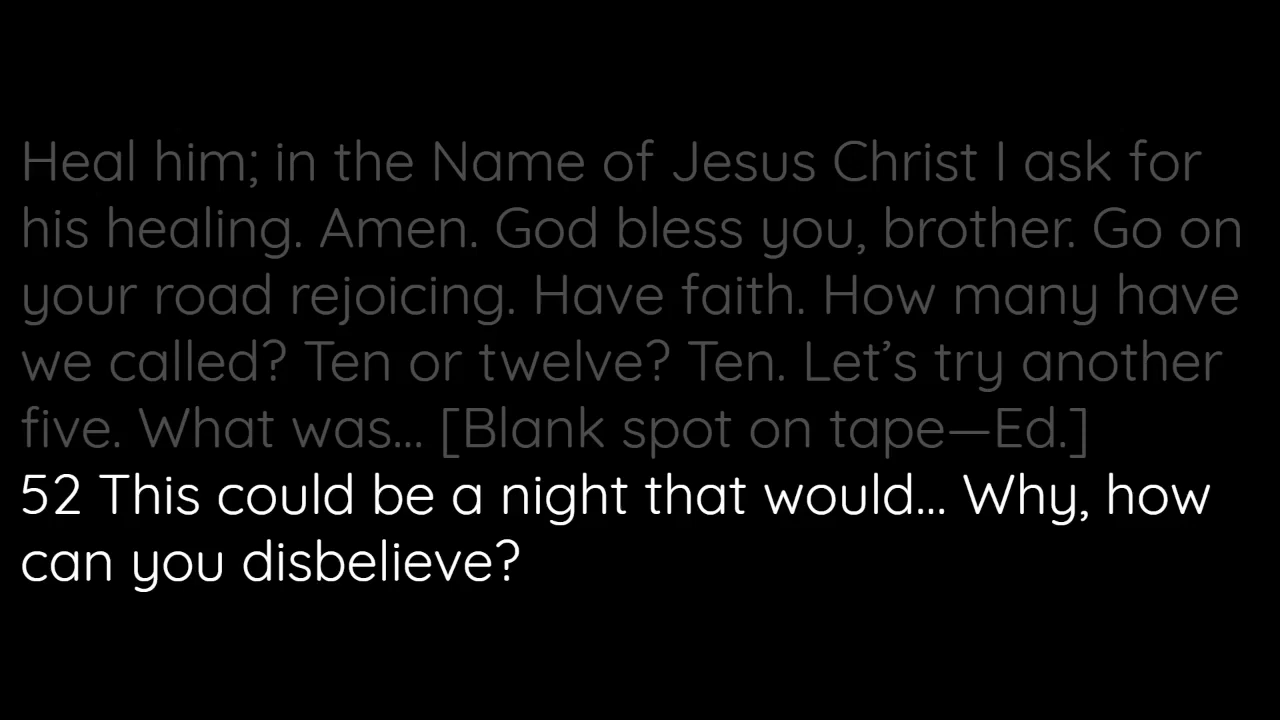 Heal him; in the Name of Jesus Christ I ask for
his healing. Amen. God bless you, brother. Go on
your road rejoicing. Have faith. How many have
we called? Ten or twelve? Ten. Let’s try another
five. What was... [Blank spot on tape—Ed.]
52 This could be a night that would... Why, how
can you disbelieve?